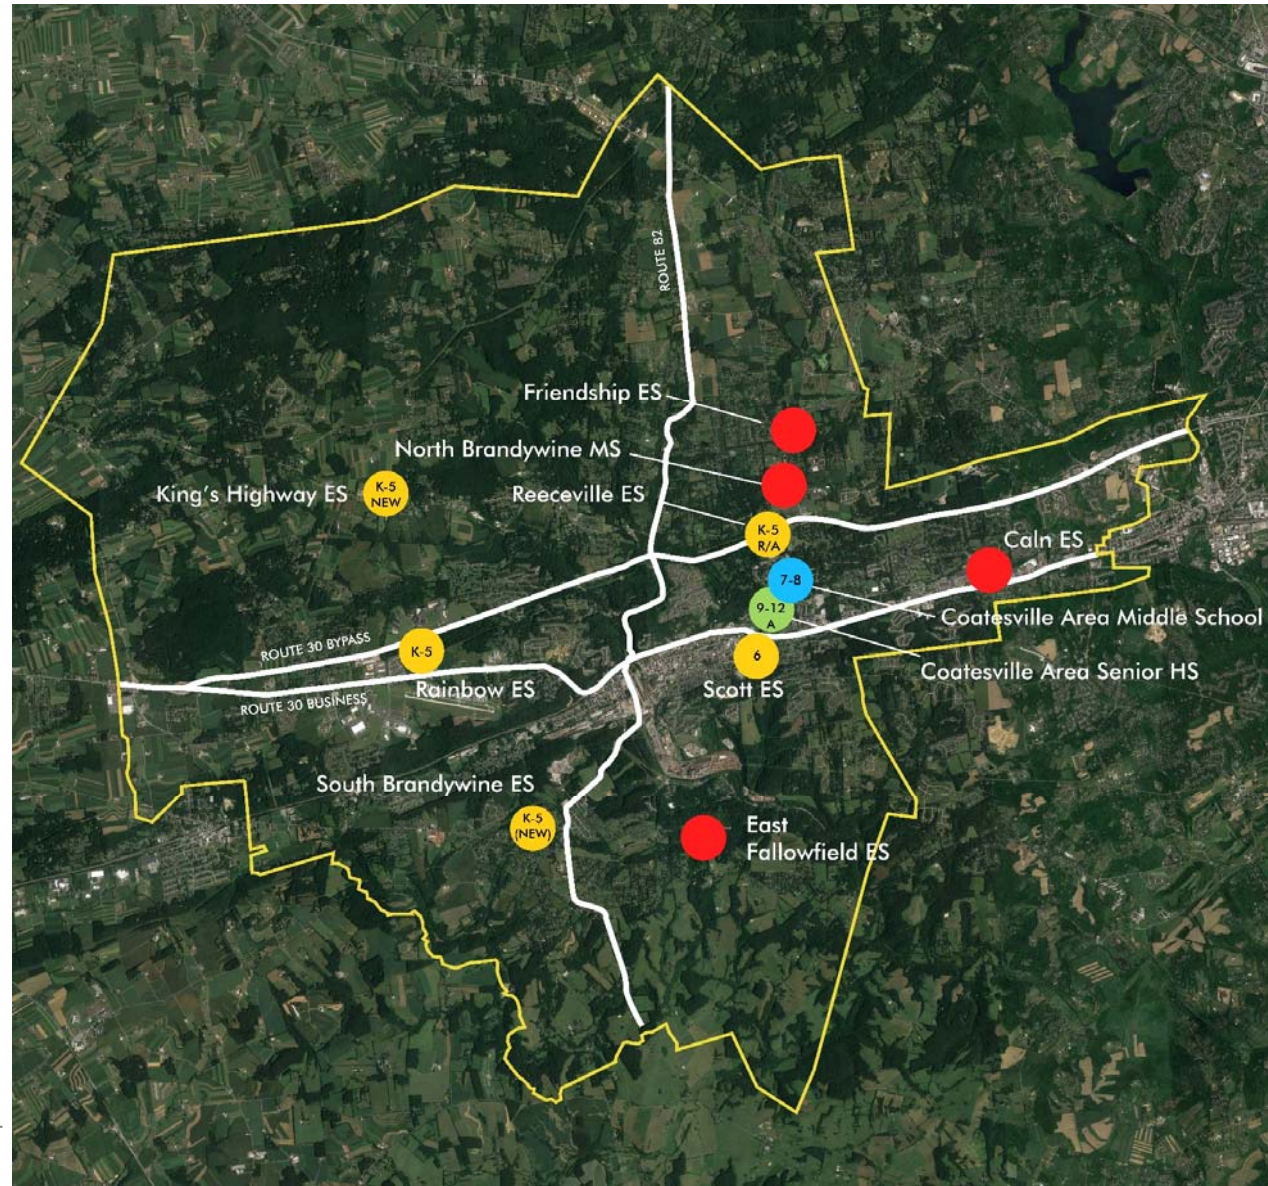 ROUTE 82
Friendship ES
North Brandywine MS
Reeceville ES
King's Highway ES
K-5
NEW
K-5
R/A
Caln ES
7-8
9-12
A
Coatesville Area Middle School
Coatesville Area Senior HS
ROUTE 30 BYPASS
K-5
6
Rainbow ES
Scott ES
ROUTE 30 BUSINESS
South Brandywine ES
K-5
(NEW)
East
Fallowfield ES